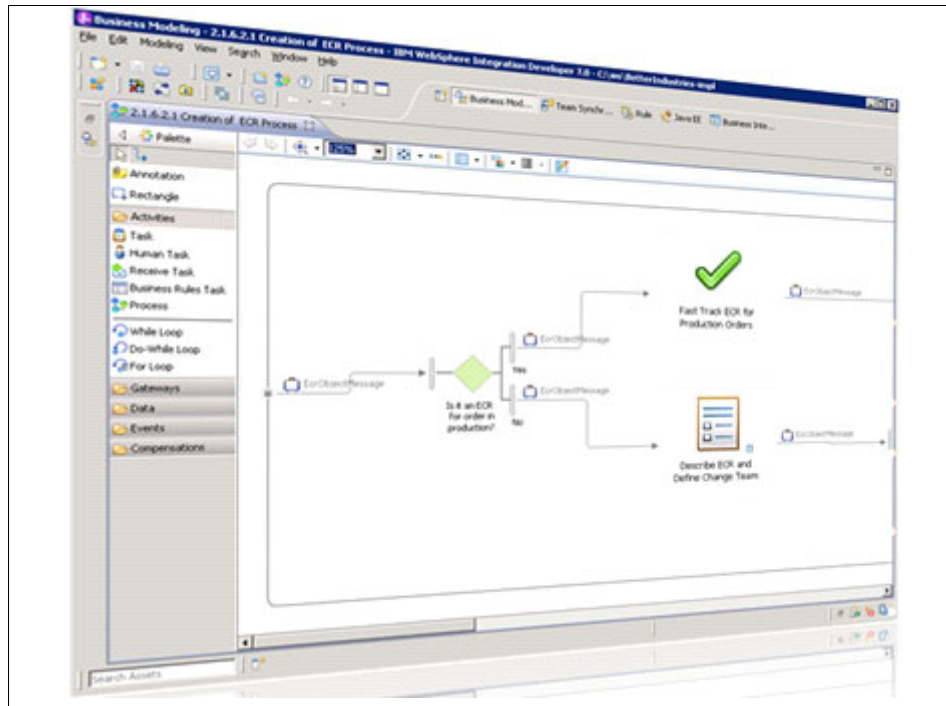 Business Modeling - 2.1.6.2.1 Creation of ECR Process - IBM WebSphere Integration Developer 7.0 - C:\aw\BetterIndustries-impl
File Edit Modeling View Search Window Help
Business Mod... Team Synchr... Rule Java EE Business Inte...
2.1.6.2.1 Creation of ECR Process
Palette
Annotation
Rectangle
Activities
Task
Human Task
Receive Task
Business Rules Task
Process
While Loop
Do-While Loop
For Loop
Gateways
Data
Events
Compensations
EcrObjectMessage
Is it an ECR
for order in
production?
EcrObjectMessage
Yes
EcrObjectMessage
No
Fast Track ECR for
Production Orders
EcrObjectMessage
Describe ECR and
Define Change Team
EcrObjectMessage
Search Assets